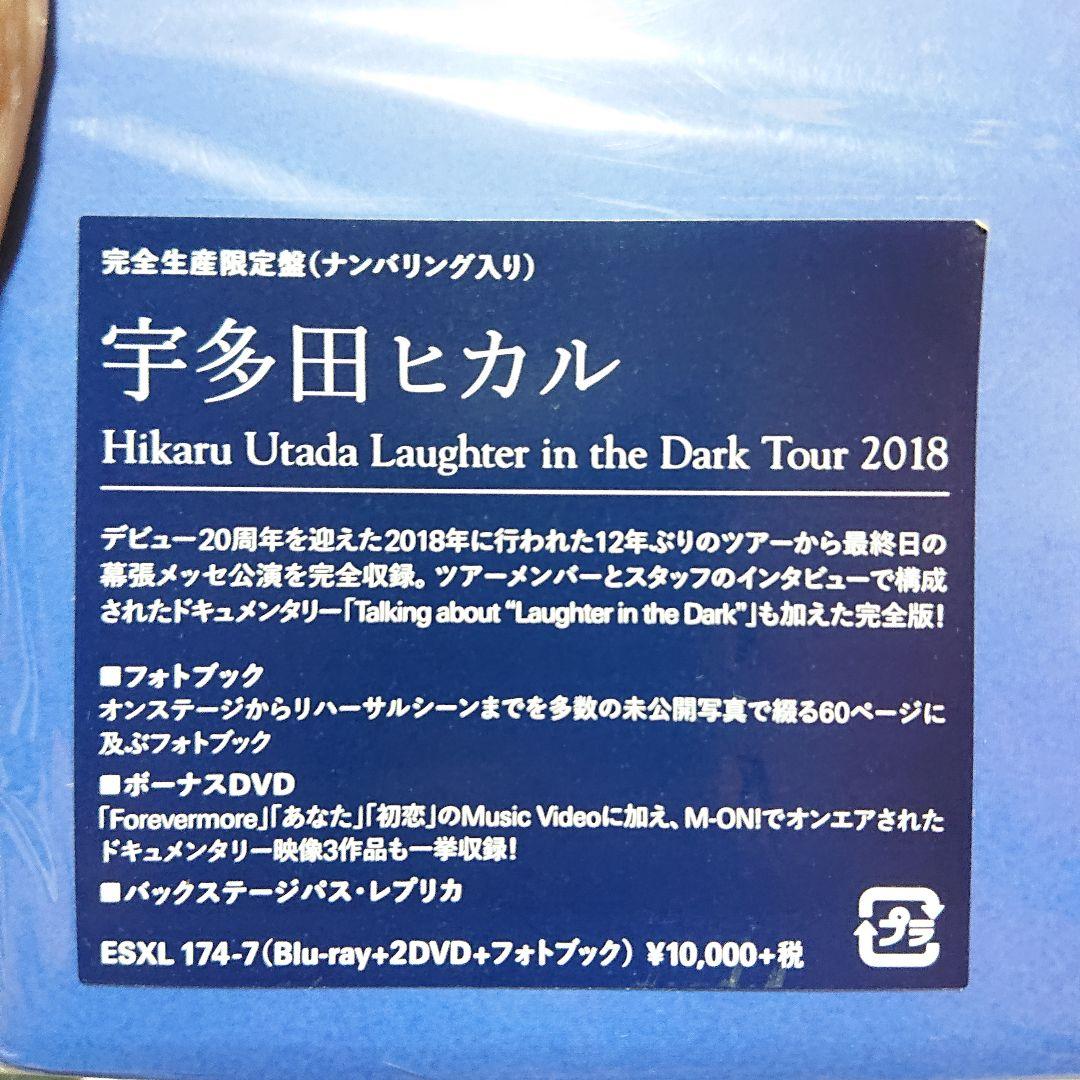 完全生産限定盤(ナンバリング入り)
宇多田ヒカル
Hikaru Utada Laughter in the Dark Tour 2018
デビュー20周年を迎えた2018年に行われた12年ぶりのツアーから最終日の
幕張メッセ公演を完全収録。ツアーメンバーとスタッフのインタビューで構成
されたドキュメンタリー「Talking about “Laughter in the Dark”」も加えた完全版!
■フォトブック
オンステージからリハーサルシーンまでを多数の未公開写真で綴る60ページに
及ぶフォトブック
■ボーナスDVD
「Forevermore」「あなた」「初恋」のMusic Videoに加え、M-ON!でオンエアされた
ドキュメンタリー映像3作品も一挙収録!
■バックステージパス・レプリカ
ESXL 174-7(Blu-ray+2DVD+フォトブック) ¥10,000+税
プラ